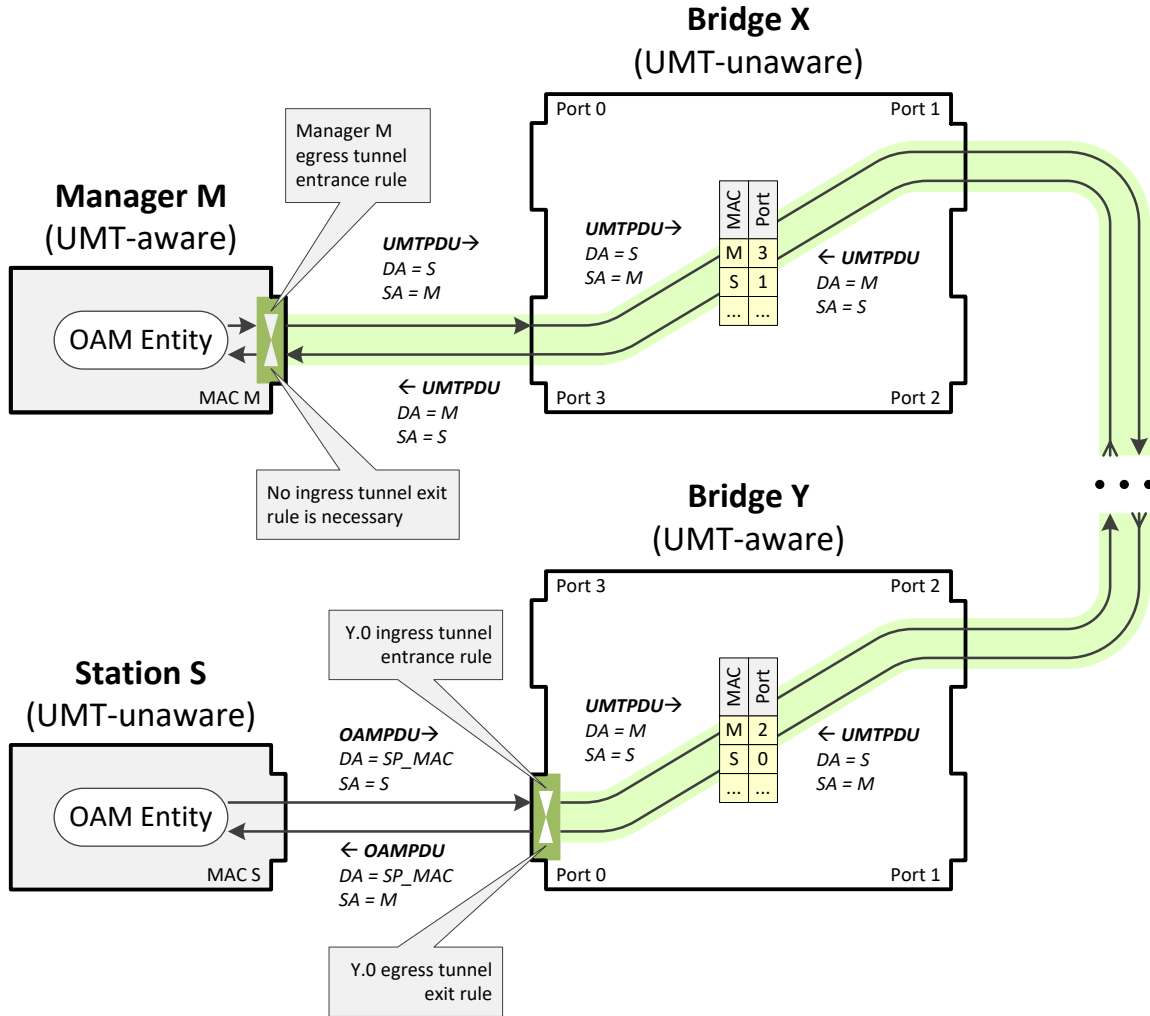 Bridge X
(UMT-unaware)
Port 0
Port 1
Manager M
egress tunnel
entrance rule
Manager M
(UMT-aware)
MAC
Port
UMTPDU→
DA = S
SA = M
UMTPDU→
DA = S
SA = M
M 3
S 1
... ...
← UMTPDU
DA = M
SA = S
OAM Entity
MAC M
← UMTPDU
DA = M
SA = S
Port 3
Port 2
No ingress tunnel exit
rule is necessary
Bridge Y
(UMT-aware)
• • •
Port 3
Port 2
Y.0 ingress tunnel
entrance rule
Station S
(UMT-unaware)
MAC
Port
UMTPDU→
DA = M
SA = S
M 2
S 0
... ...
← UMTPDU
DA = S
SA = M
OAMPDU→
DA = SP_MAC
SA = S
OAM Entity
MAC S
← OAMPDU
DA = SP_MAC
SA = M
Port 0
Port 1
Y.0 egress tunnel
exit rule